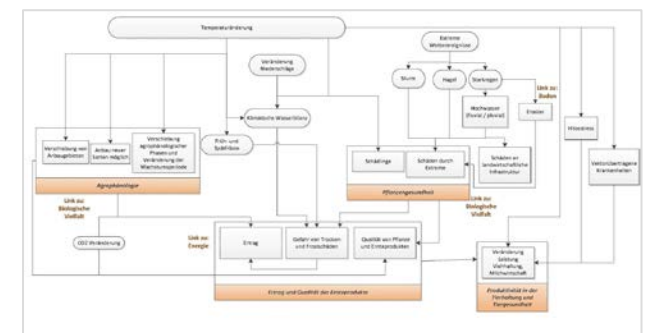 Temperaturänderung
Extreme
Wetterereignisse
Veränderung
Niederschläge
Sturm
Hagel
Starkregen
Link zu:
Boden
Klimatische Wasserbilanz
Hochwasser
(fluvial / pluvial)
Erosion
Hitzestress
Verschiebung von
Anbaugebieten
Anbau neuer
Sorten möglich
Verschiebung
agrarphänologischer
Phasen und
Veränderung der
Wachstumsperiode
Früh- und
Spätfröste
Schädlinge
Schäden durch
Extreme
Schäden an
landwirtschaftliche
Infrastruktur
Vektorübertragene
Krankheiten
Agrophänologie
Pflanzengesundheit
Link zu:
Biologische
Vielfalt
Link zu:
Biologische
Vielfalt
CO2 Veränderung
Link zu:
Energie
Ertrag
Gefahr von Trocken
und Frostschäden
Qualität von Pflanze
und Ernteprodukten
Veränderung
Leistung
Viehhaltung,
Milchwirtschaft
Ertrag und Qualität der Ernteprodukte
Produktivität in der
Tierhaltung und
Tiergesundheit